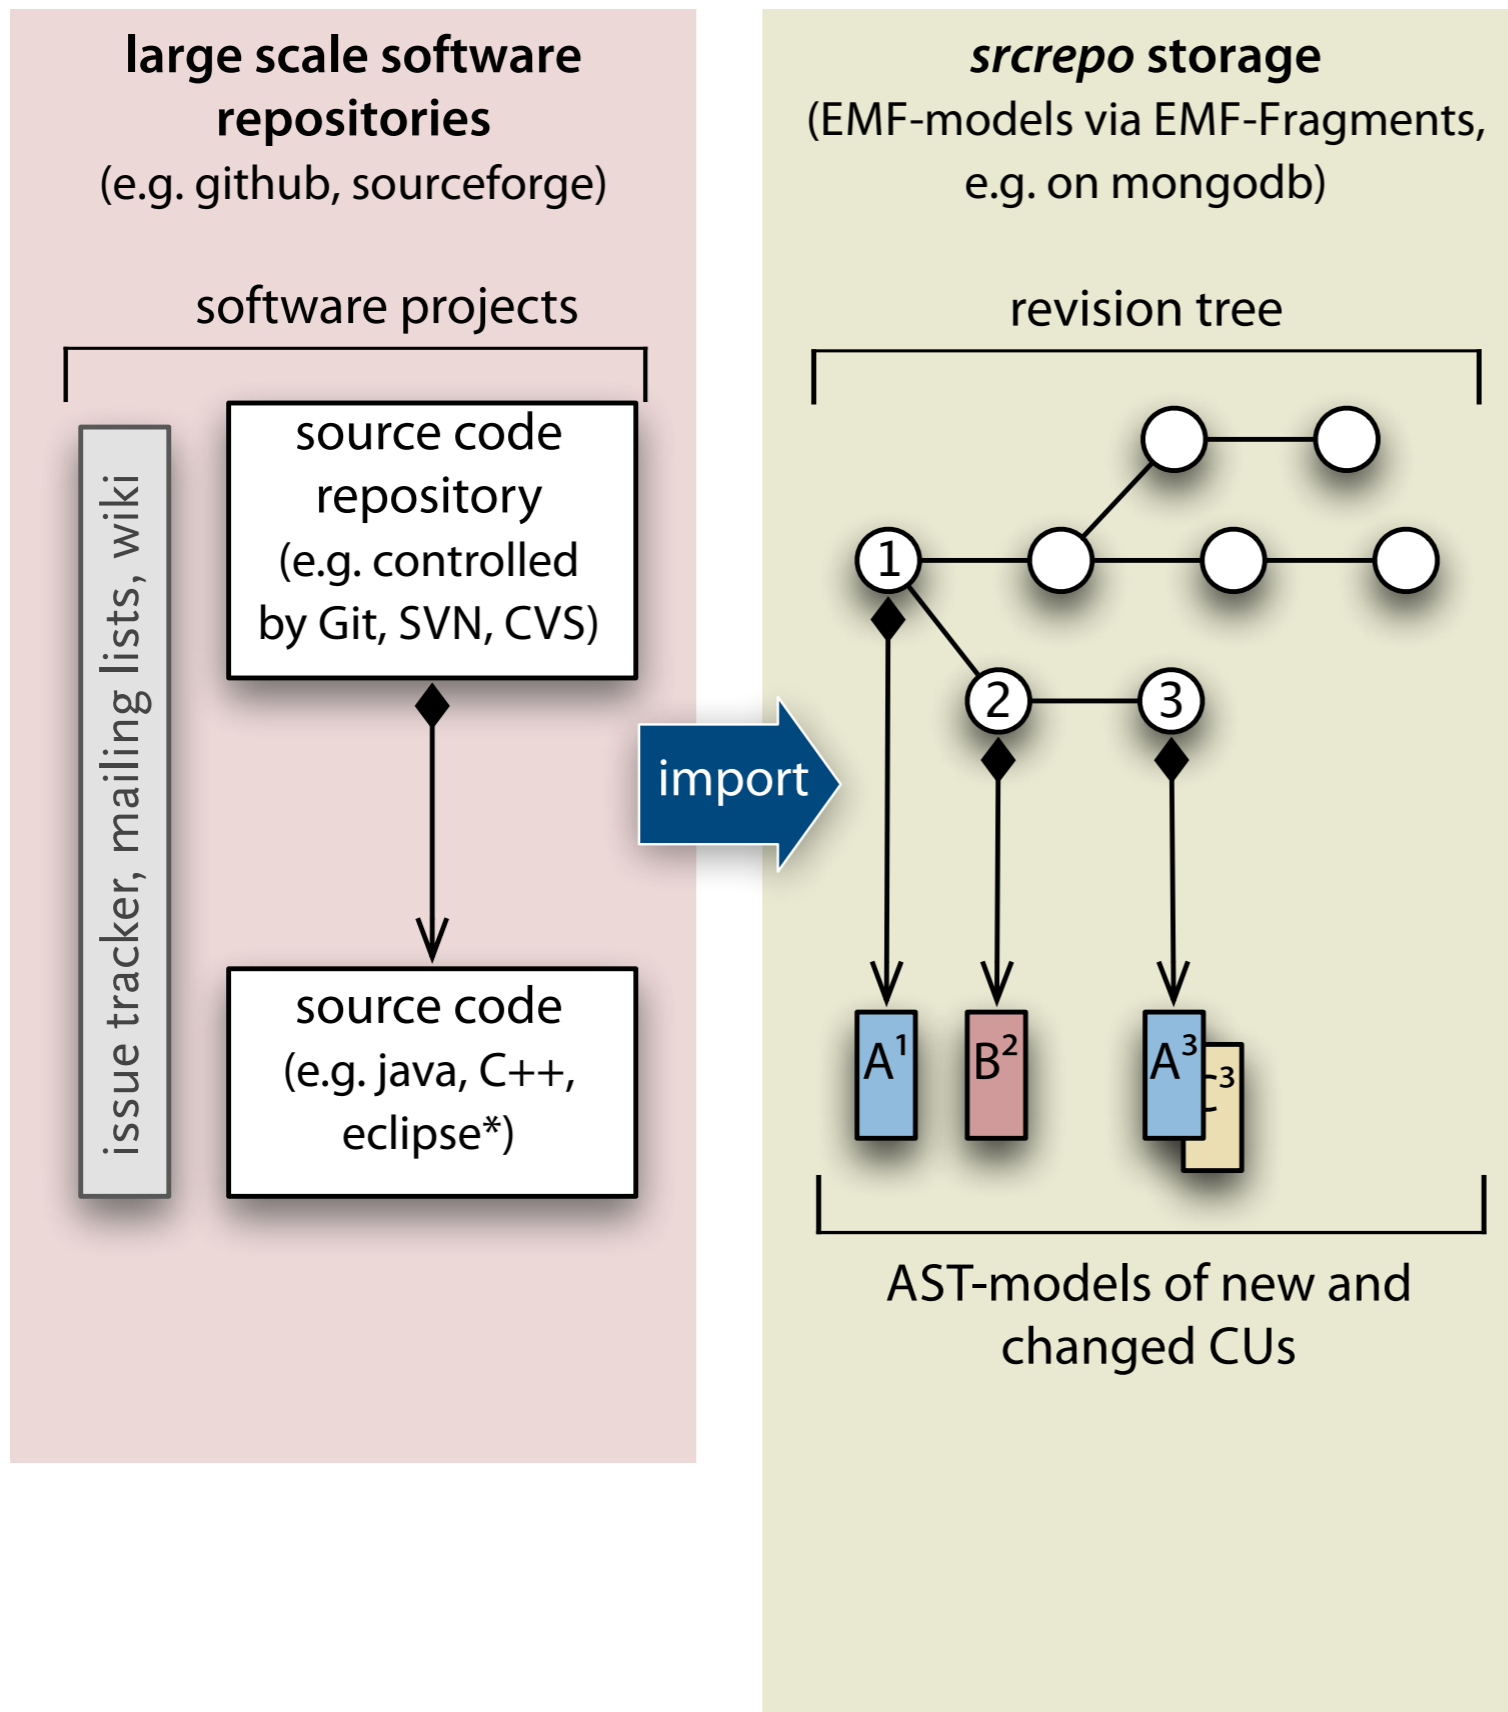 large scale software
repositories
(e.g. github, sourceforge)
software projects
issue tracker, mailing lists, wiki
source code
repository
(e.g. controlled
by Git, SVN, CVS)
source code
(e.g. java, C++,
eclipse*)
import
srcrepo storage
(EMF-models via EMF-Fragments,
e.g. on mongodb)
revision tree
1
2
3
A¹
B²
A³
C³
AST-models of new and
changed CUs